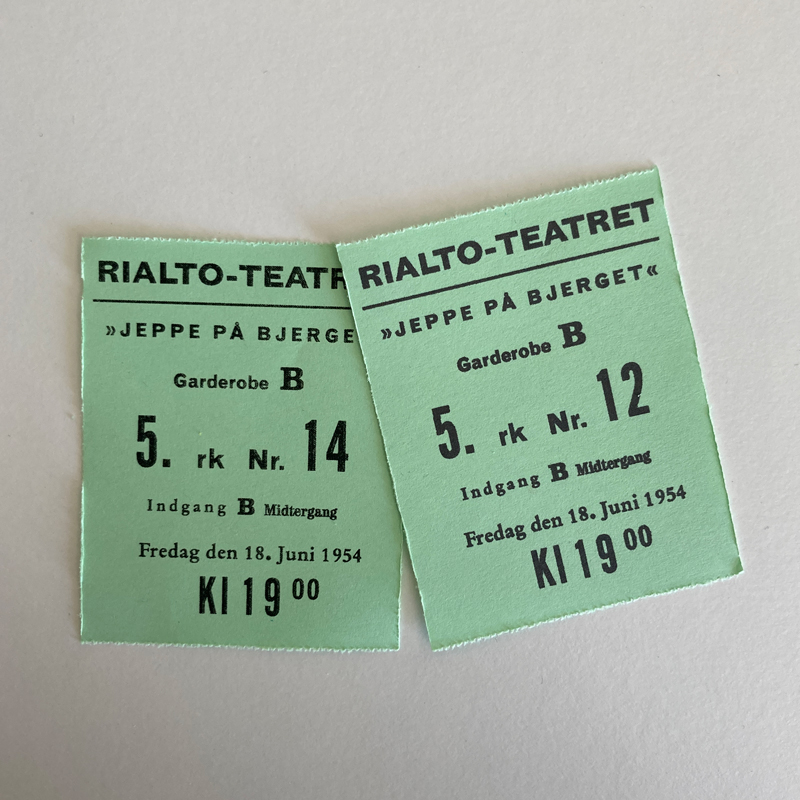 RIALTO-TEATR
»JEPPE PÅ BJERGE
Garderobe B
5. rk Nr. 14
Indgang B Midtergang
Fredag den 18. Juni 1954
Kl 19 00
RIALTO-TEATRET
»JEPPE PÅ BJERGET«
Garderobe B
5. rk Nr. 12
Indgang B Midtergang
Fredag den 18. Juni 1954
Kl 19 00